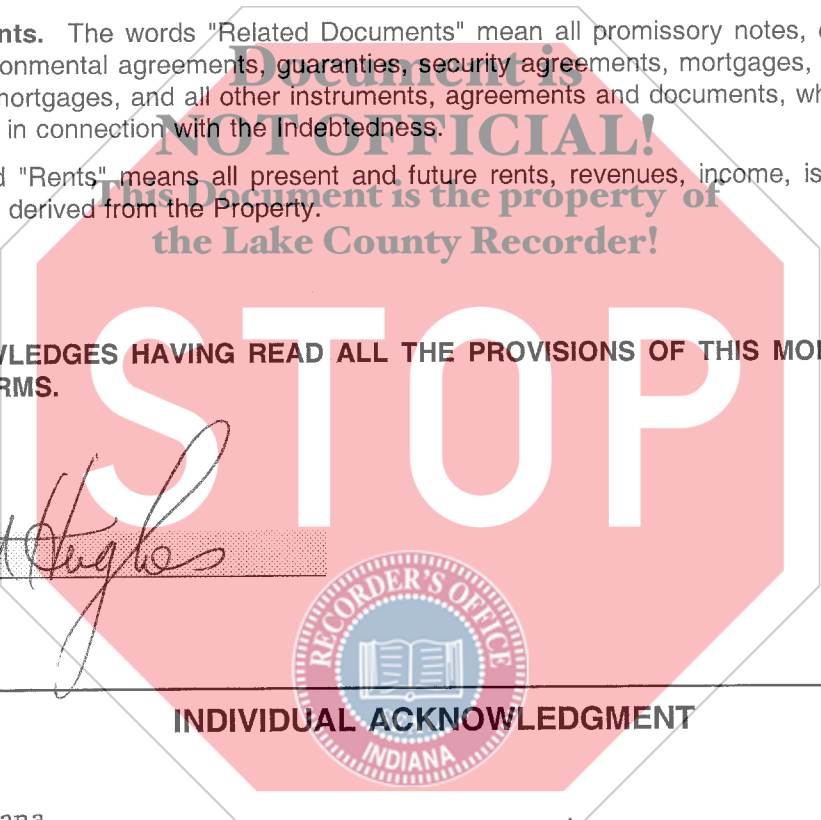 nts. The words "Related Documents" mean all promissory notes,
onmental agreements, guaranties, security agreements, mortgages,
mortgages, and all other instruments, agreements and documents, wh
in connection with the Indebtedness.
"Rents" means all present and future rents, revenues, income, is
derived from the Property.
Document is
NOT OFFICIAL!
This Document is the property of
the Lake County Recorder!
STOP
WLEDGES HAVING READ ALL THE PROVISIONS OF THIS MOR
RMS.
Hughes
RECORDER'S OFFICE
INDIANA
INDIVIDUAL ACKNOWLEDGMENT
iana